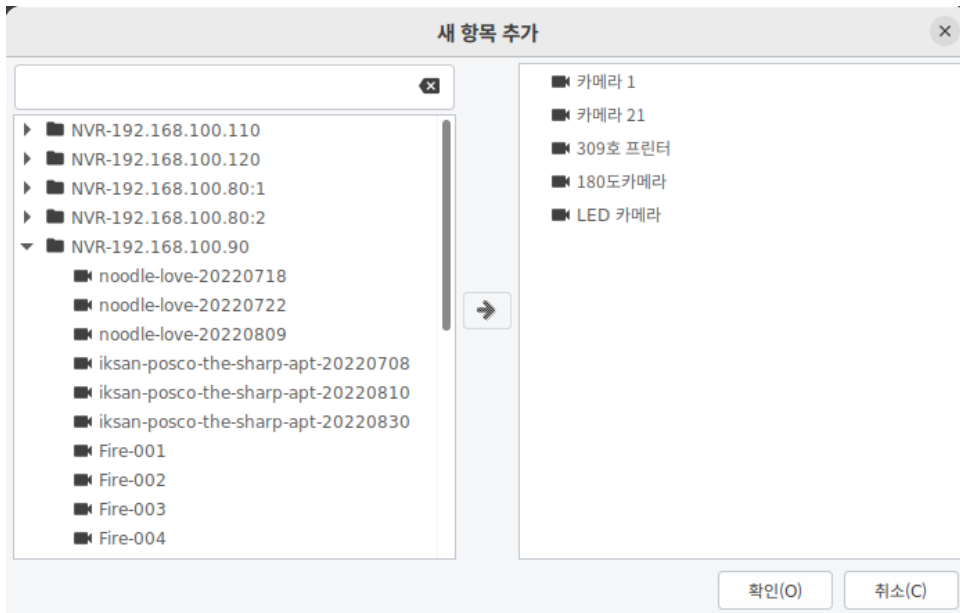 새 항목 추가
NVR-192.168.100.110
NVR-192.168.100.120
NVR-192.168.100.80:1
NVR-192.168.100.80:2
NVR-192.168.100.90
noodle-love-20220718
noodle-love-20220722
noodle-love-20220809
iksan-posco-the-sharp-apt-20220708
iksan-posco-the-sharp-apt-20220810
iksan-posco-the-sharp-apt-20220830
Fire-001
Fire-002
Fire-003
Fire-004
카메라 1
카메라 21
309호 프린터
180도카메라
LED 카메라
확인(O)
취소(C)